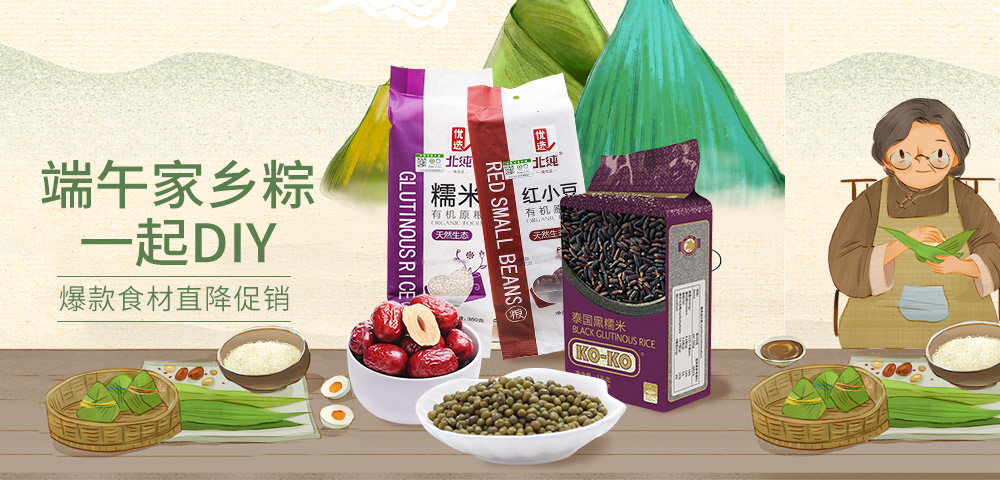 端午家乡粽
一起DIY
爆款食材直降促销
优选
北纯
糯米
有机原粮
ORGANIC FOOD
天然生态
GLUTINOUS RICE
优选
北纯
红小豆
有机原
ORGANIC
天然生态
RED SMALL BEANS
泰国黑糯米
BLACK GLUTINOUS RICE
KO-KO